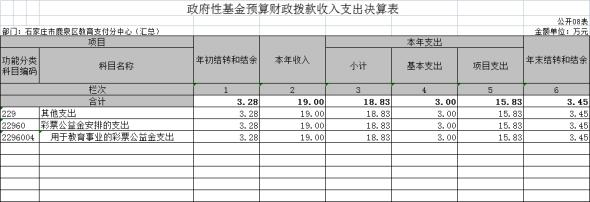 政府性基金预算财政拨款收入支出决算表
公开08表
部门：石家庄市鹿泉区教育支付分中心（汇总） 金额单位：万元
项目 年初结转和结余 本年收入 本年支出 年末结转和结余
功能分类科目编码 科目名称 小计 基本支出 项目支出
栏次 1 2 3 4 5 6
合计 3.28 19.00 18.83 3.00 15.83 3.45
229 其他支出 3.28 19.00 18.83 3.00 15.83 3.45
22960 彩票公益金安排的支出 3.28 19.00 18.83 3.00 15.83 3.45
2296004 用于教育事业的彩票公益金支出 3.28 19.00 18.83 3.00 15.83 3.45